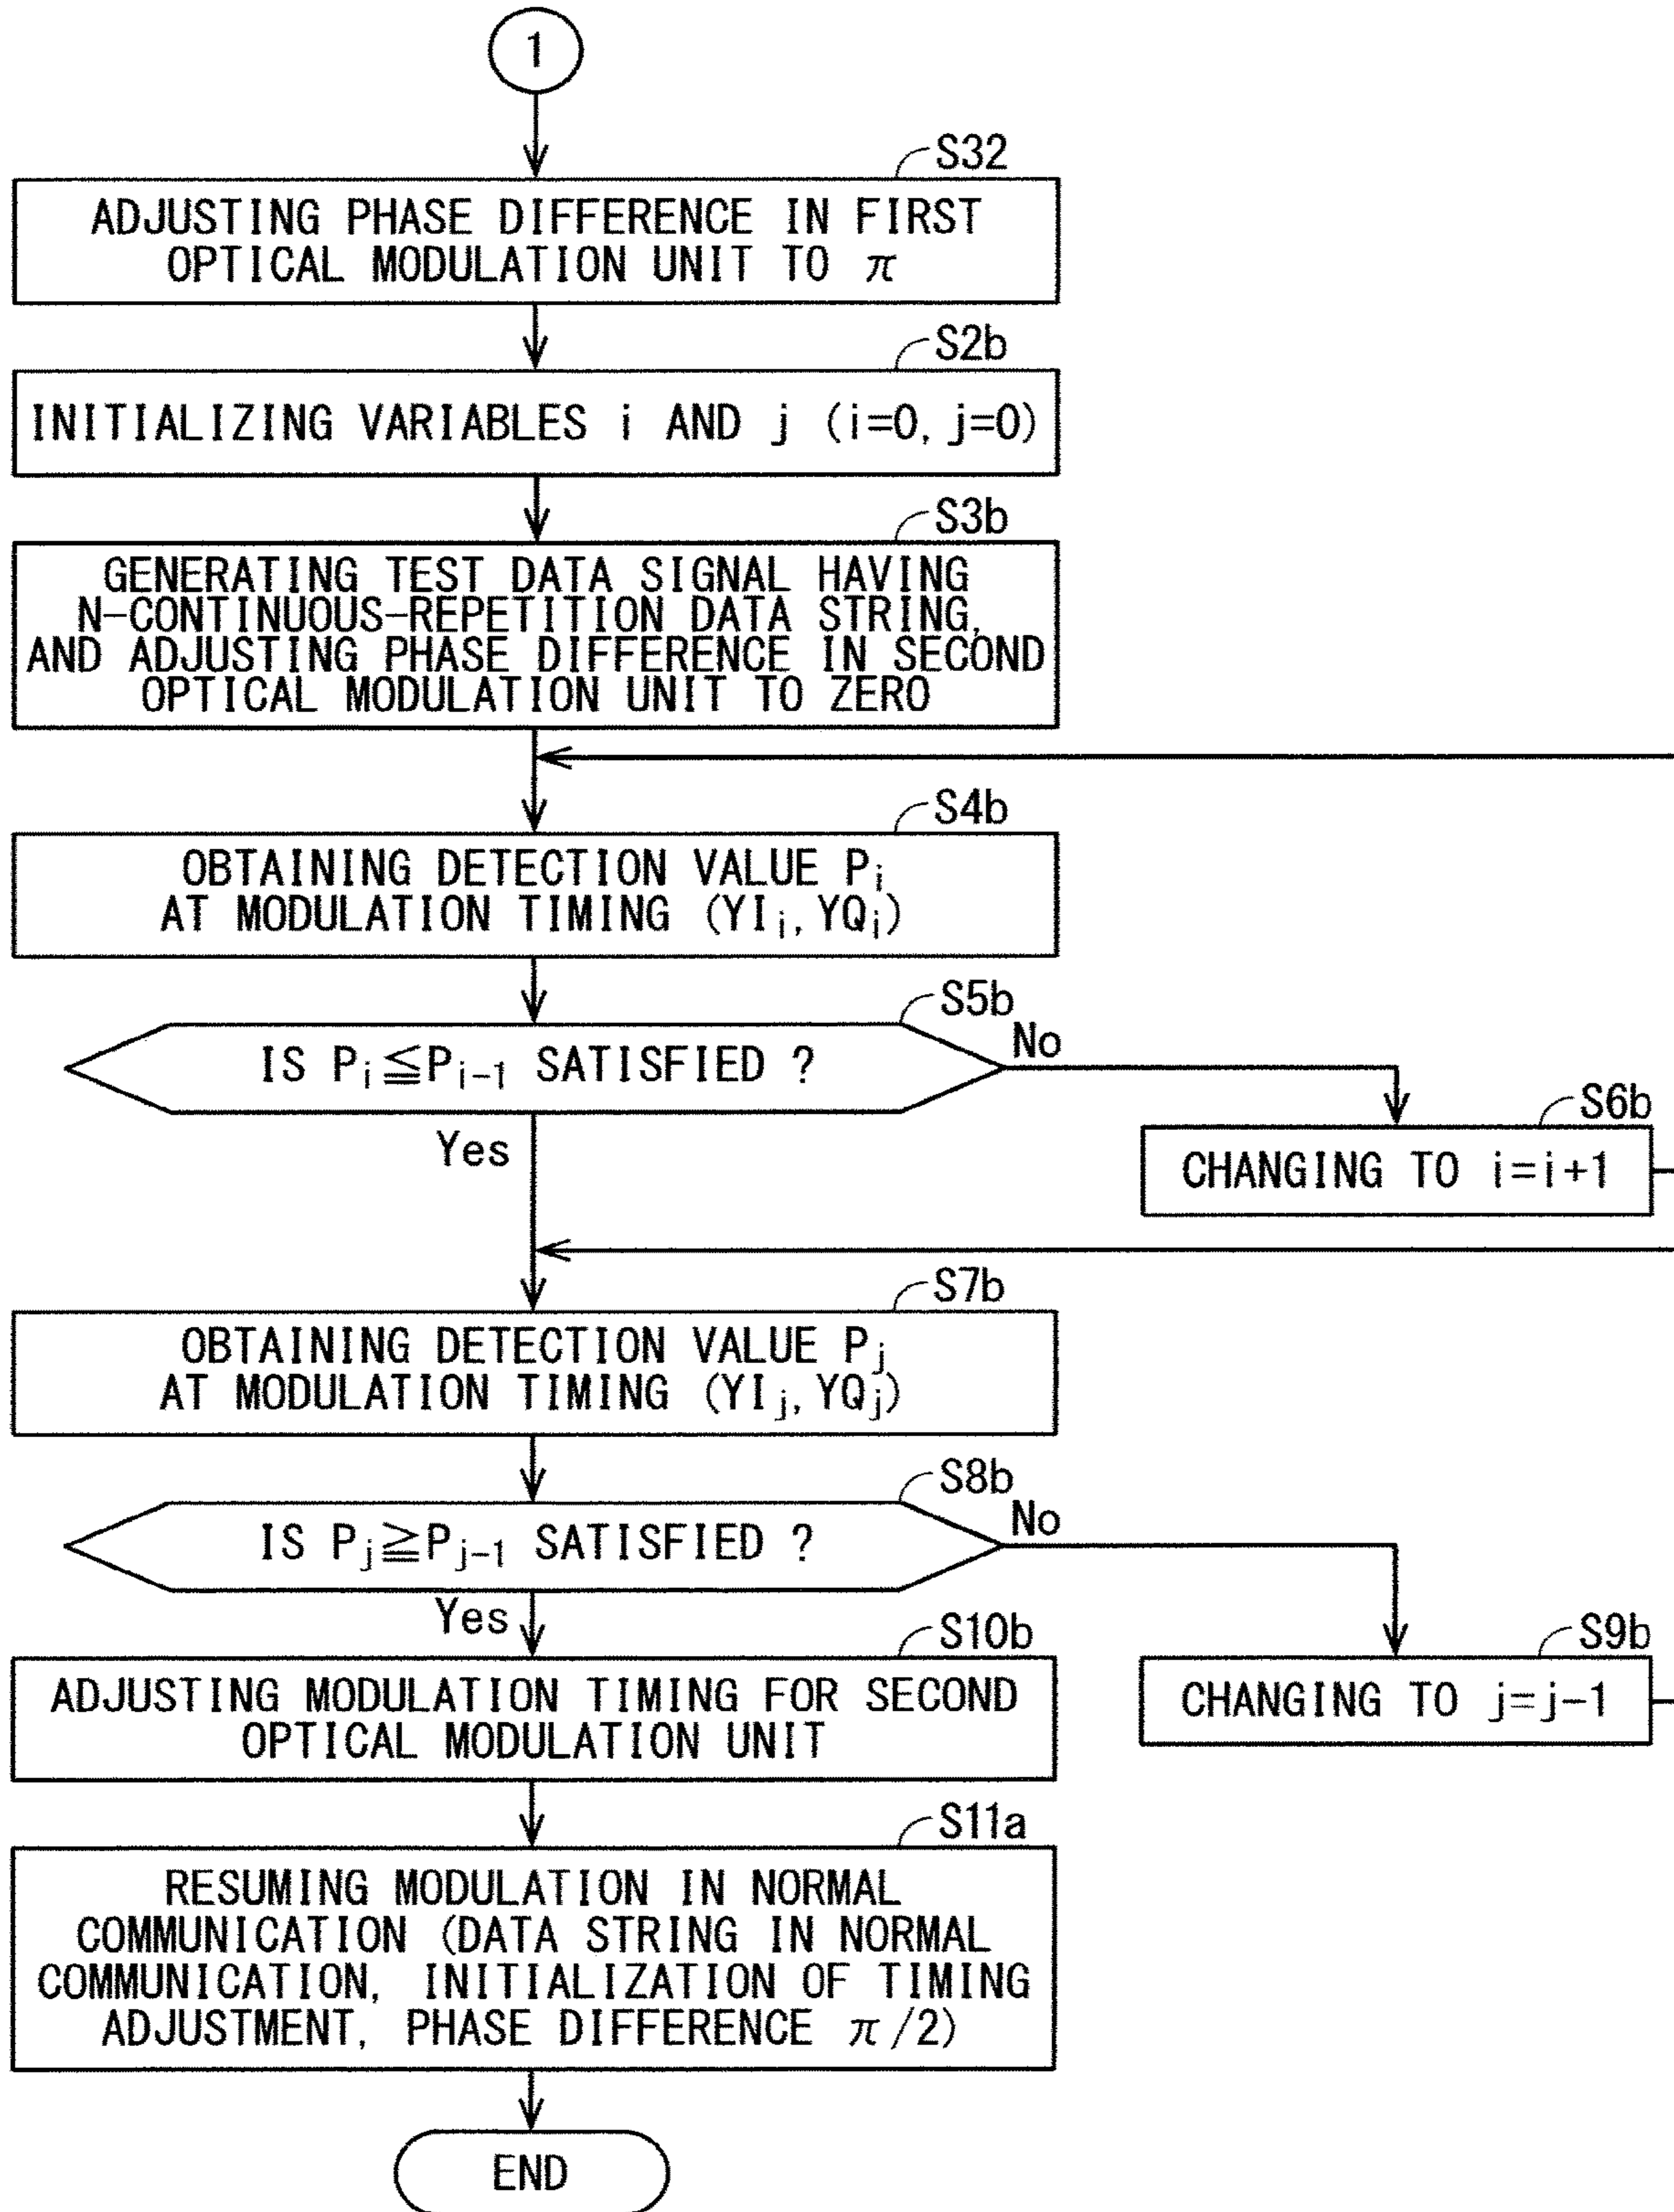 1
S32
ADJUSTING PHASE DIFFERENCE IN FIRST
OPTICAL MODULATION UNIT TO π
S2b
INITIALIZING VARIABLES i AND j (i=0, j=0)
S3b
GENERATING TEST DATA SIGNAL HAVING
N-CONTINUOUS-REPETITION DATA STRING,
AND ADJUSTING PHASE DIFFERENCE IN SECOND
OPTICAL MODULATION UNIT TO ZERO
S4b
OBTAINING DETECTION VALUE Pi
AT MODULATION TIMING (YIi, YQi)
S5b
IS Pi≦Pi-1 SATISFIED ?
No
Yes
S6b
CHANGING TO i=i+1
S7b
OBTAINING DETECTION VALUE Pj
AT MODULATION TIMING (YIj, YQj)
S8b
IS Pj≧Pj-1 SATISFIED ?
No
Yes
S9b
CHANGING TO j=j-1
S10b
ADJUSTING MODULATION TIMING FOR SECOND
OPTICAL MODULATION UNIT
S11a
RESUMING MODULATION IN NORMAL
COMMUNICATION (DATA STRING IN NORMAL
COMMUNICATION, INITIALIZATION OF TIMING
ADJUSTMENT, PHASE DIFFERENCE π/2)
END